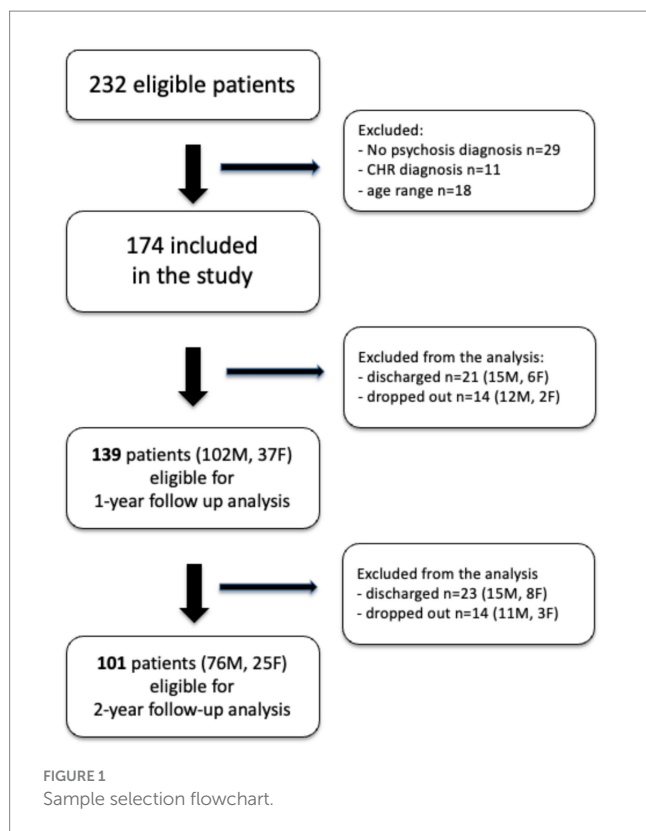 232 eligible patients
Excluded:
- No psychosis diagnosis n=29
- CHR diagnosis n=11
- age range n=18
174 included
in the study
Excluded from the analysis:
- discharged n=21 (15M, 6F)
- dropped out n=14 (12M, 2F)
139 patients (102M, 37F)
eligible for
1-year follow up analysis
Excluded from the analysis
- discharged n=23 (15M, 8F)
- dropped out n=14 (11M, 3F)
101 patients (76M, 25F)
eligible for
2-year follow-up analysis
FIGURE 1
Sample selection flowchart.